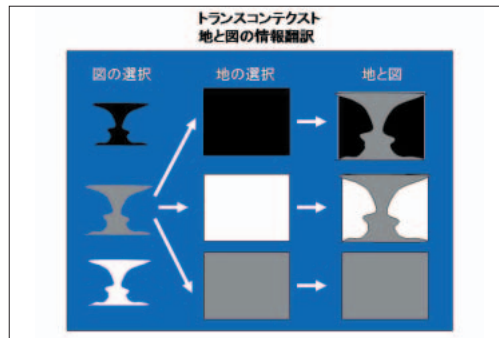 トランスコンテクスト
地と図の情報翻訳
図の選択
地の選択
地と図